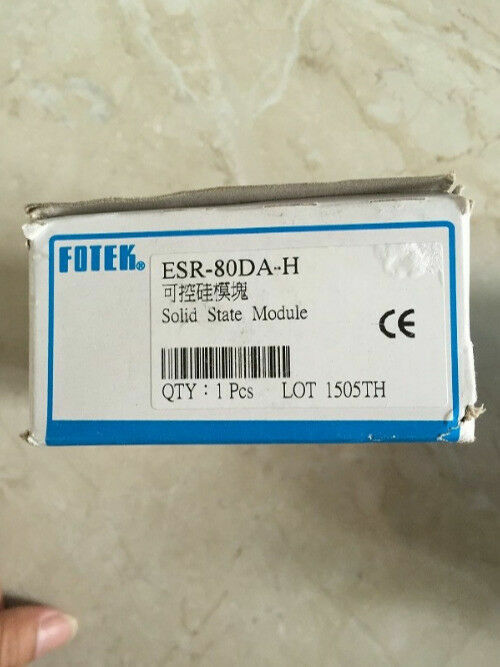 FOTEK®
ESR-80DA-H
可控硅模塊
Solid State Module
CE
QTY : 1 Pcs LOT 1505TH